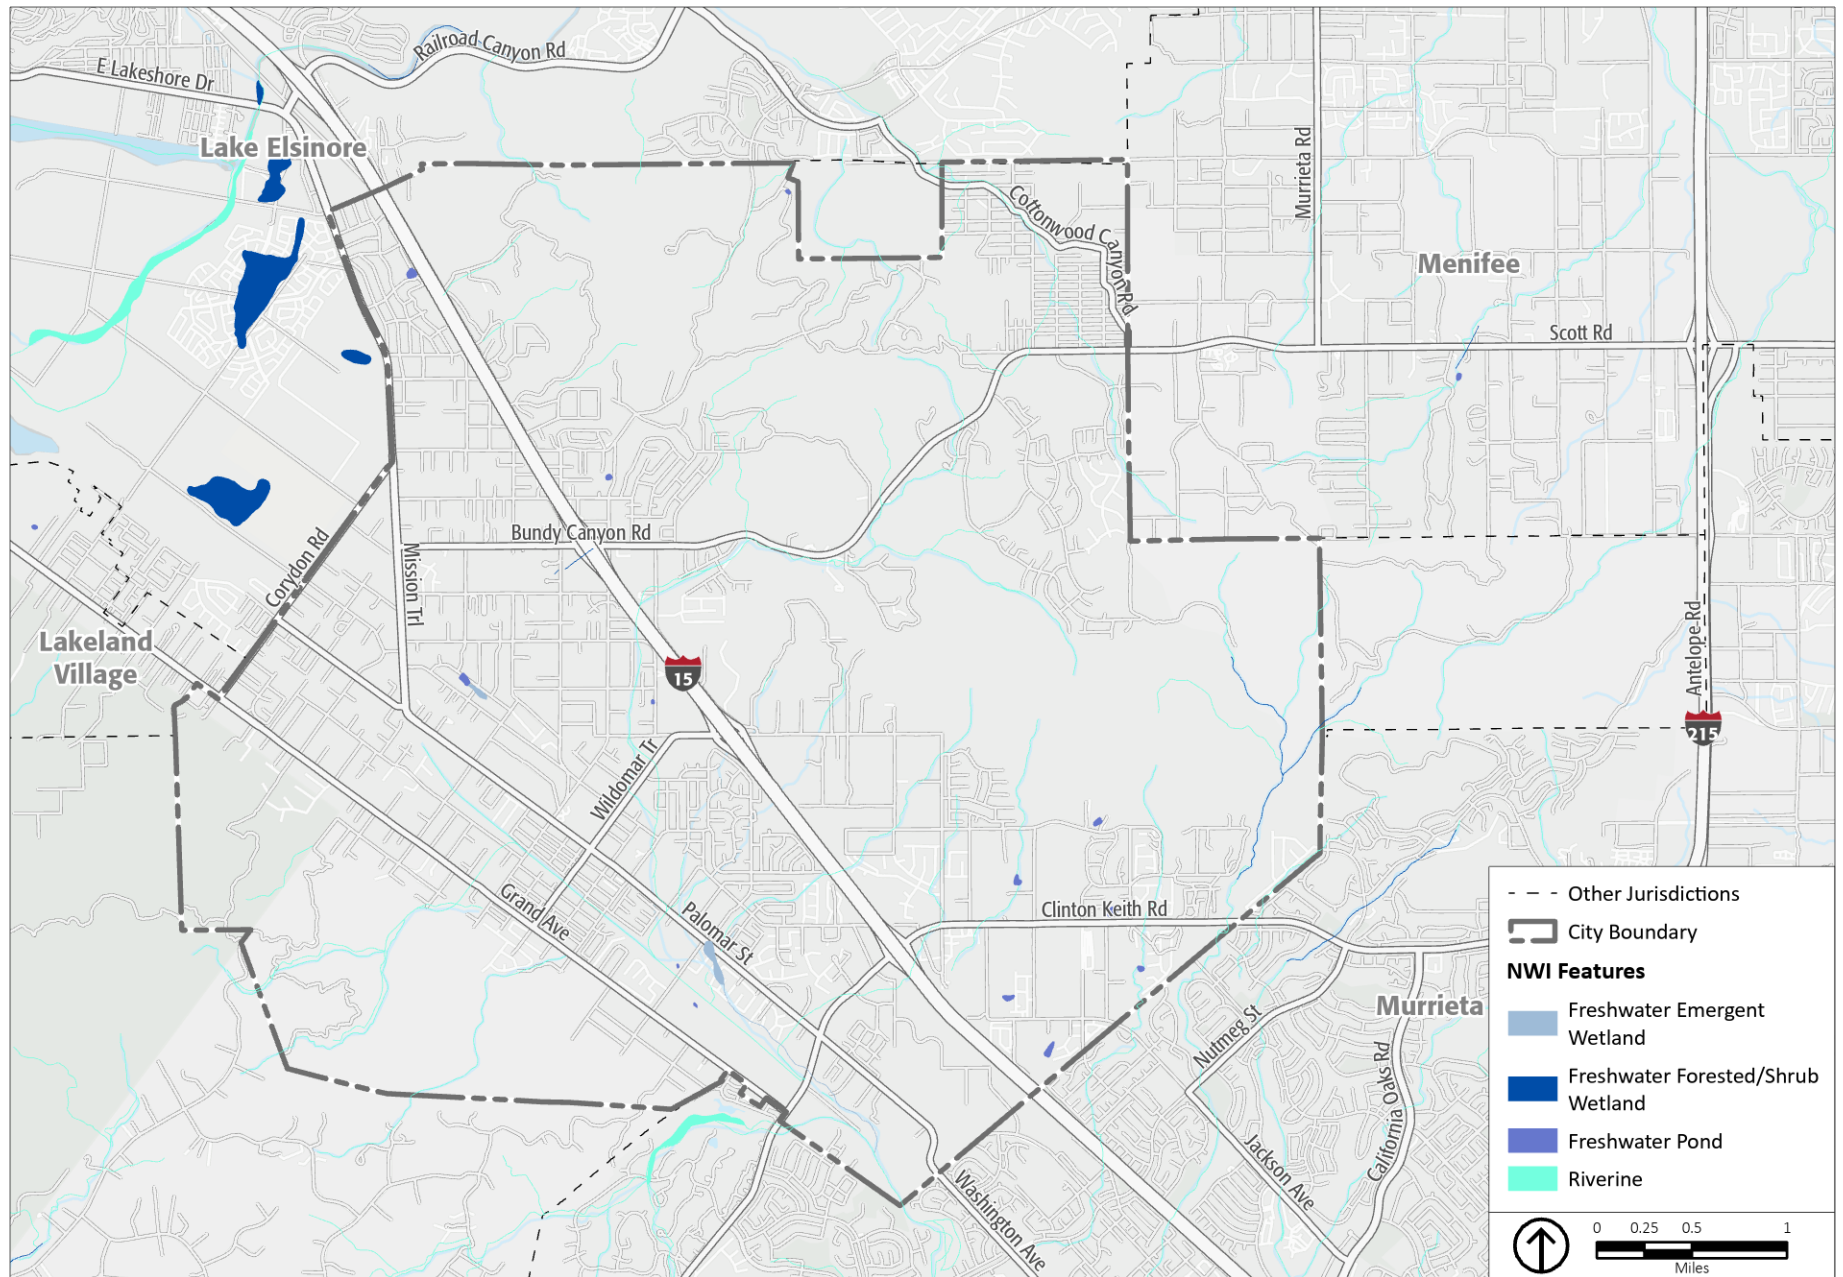 Railroad Canyon Rd
E Lakeshore Dr
Lake Elsinore
Murrieta Rd
Cottonwood Canyon Rd
Menifee
Scott Rd
Bundy Canyon Rd
Corydon Rd
Mission Trl
Lakeland
Village
15
Antelope Rd
215
Wildomar Tr
Grand Ave
Palomar St
Clinton Keith Rd
Murrieta
Nutmeg St
California Oaks Rd
Jackson Ave
Washington Ave
Other Jurisdictions
City Boundary
NWI Features
Freshwater Emergent
Wetland
Freshwater Forested/Shrub
Wetland
Freshwater Pond
Riverine
0 0.25 0.5 1
Miles